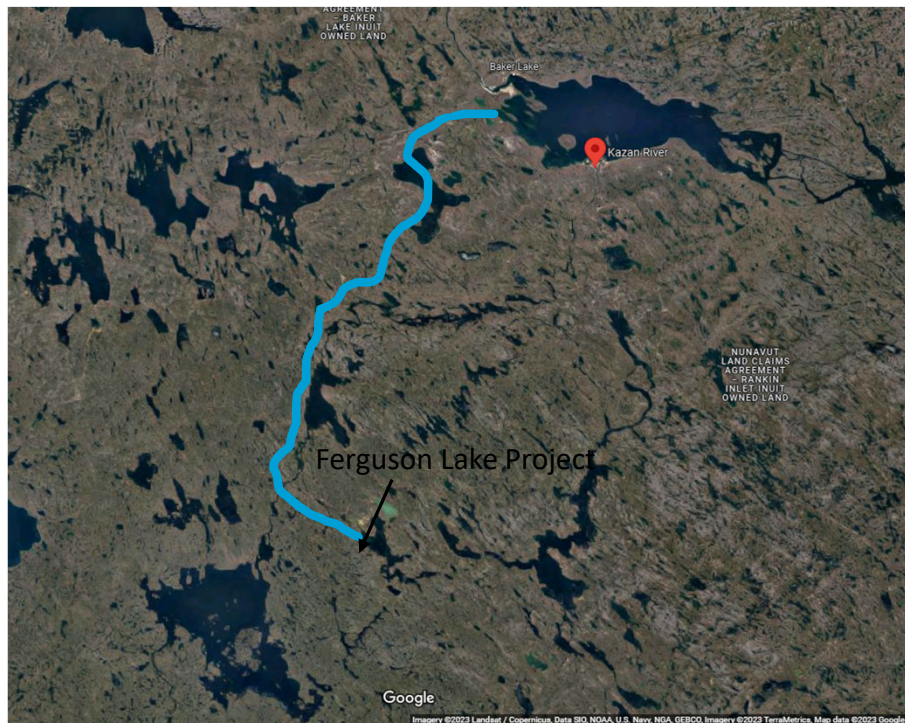 AGREEMENT
– BAKER
LAKE INUIT
OWNED LAND
Baker Lake
Kazan River
NUNAVUT
LAND CLAIMS
AGREEMENT
– RANKIN
INLET INUIT
OWNED LAND
Ferguson Lake Project
Google
Imagery ©2023 Landsat / Copernicus, Data SIO, NOAA, U.S. Navy, NGA, GEBCO, Imagery ©2023 TerraMetrics, Map data ©2023 Google